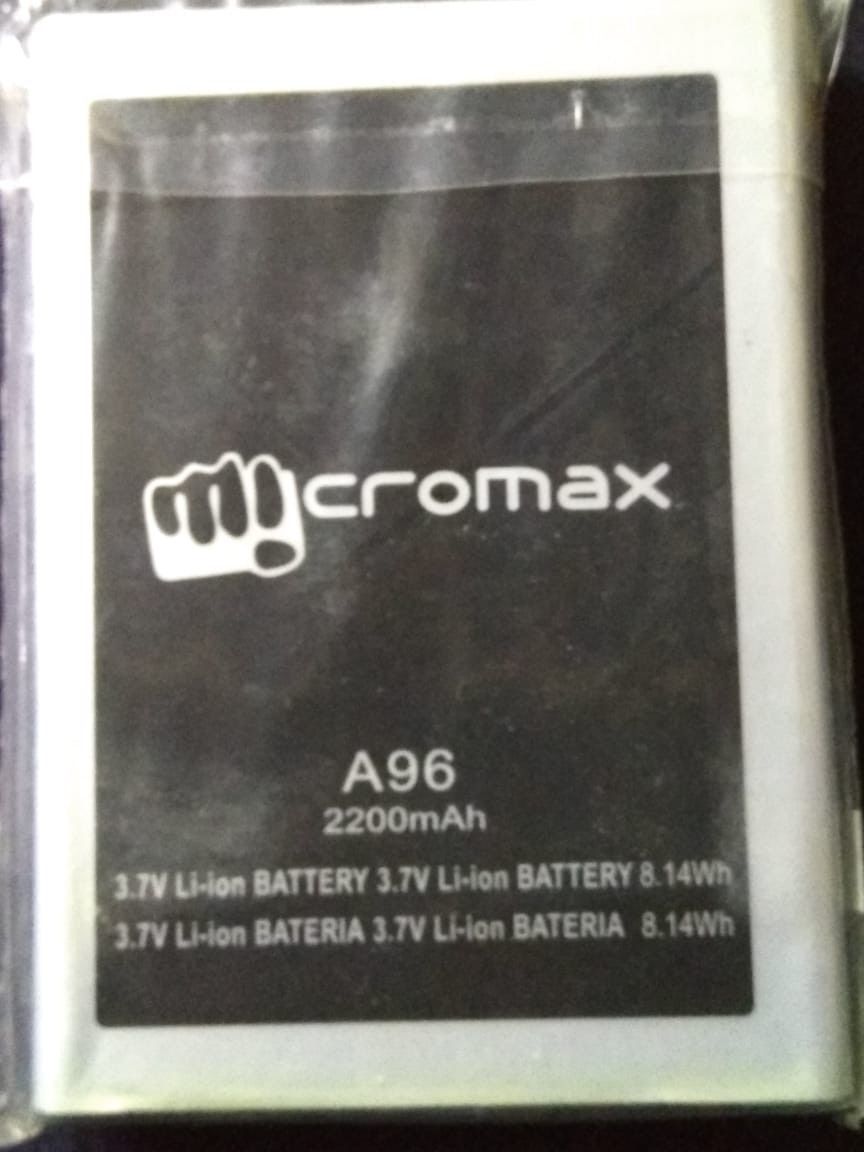 micromax
A96
2200mAh
3.7V Li-ion BATTERY 3.7V Li-ion BATTERY 8.14Wh
3.7V Li-ion BATERIA 3.7V Li-ion BATERIA 8.14Wh